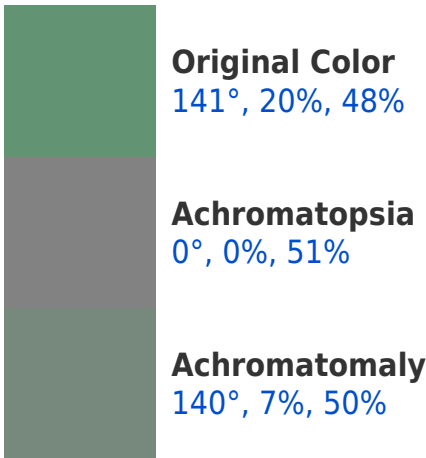 Original Color
141°, 20%, 48%
Achromatopsia
0°, 0%, 51%
Achromatomaly
140°, 7%, 50%